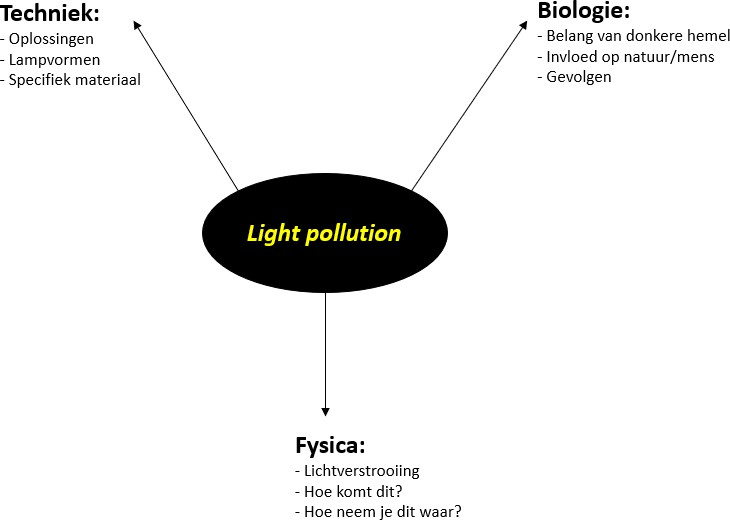 Techniek:
- Oplossingen
- Lampvormen
- Specifiek materiaal
Biologie:
- Belang van donkere hemel
- Invloed op natuur/mens
- Gevolgen
Light pollution
Fysica:
- Lichtverstrooiing
- Hoe komt dit?
- Hoe neem je dit waar?